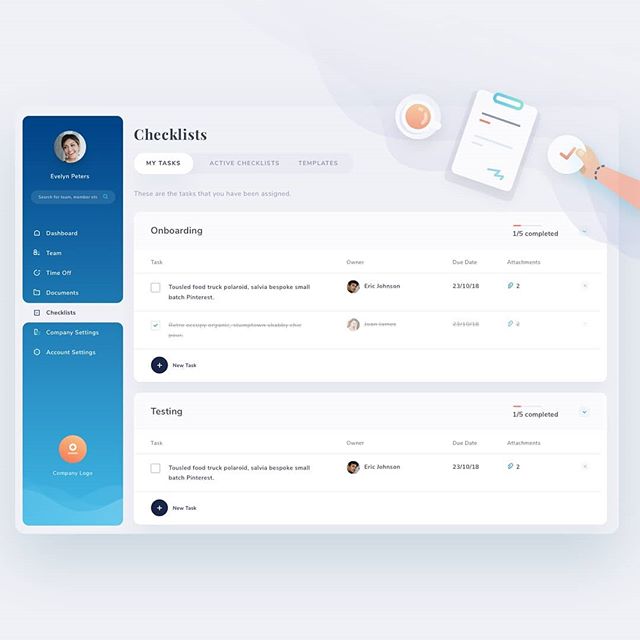 Evelyn Peters
Search for team, member etc
Dashboard
Team
Time Off
Documents
Checklists
Company Settings
Account Settings
Company Logo
Checklists
MY TASKS
ACTIVE CHECKLISTS
TEMPLATES
These are the tasks that you have been assigned.
Onboarding
1/5 completed
Task Owner Due Date Attachments
Tousled food truck polaroid, salvia bespoke small
batch Pinterest.
Eric Johnson 23/10/18 2
Retro occupy organic, stumptown shabby chic
pour.
Juan James 23/10/18 2
New Task
Testing
1/5 completed
Task Owner Due Date Attachments
Tousled food truck polaroid, salvia bespoke small
batch Pinterest.
Eric Johnson 23/10/18 2
New Task